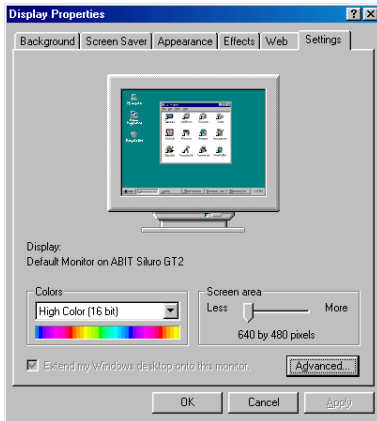 Display Properties
Background Screen Saver Appearance Effects Web Settings
Display:
Default Monitor on ABIT Siluro GT2
Colors
High Color (16 bit)
Screen area
Less More
640 by 480 pixels
Extend my Windows desktop onto this monitor.
Advanced...
OK Cancel Apply